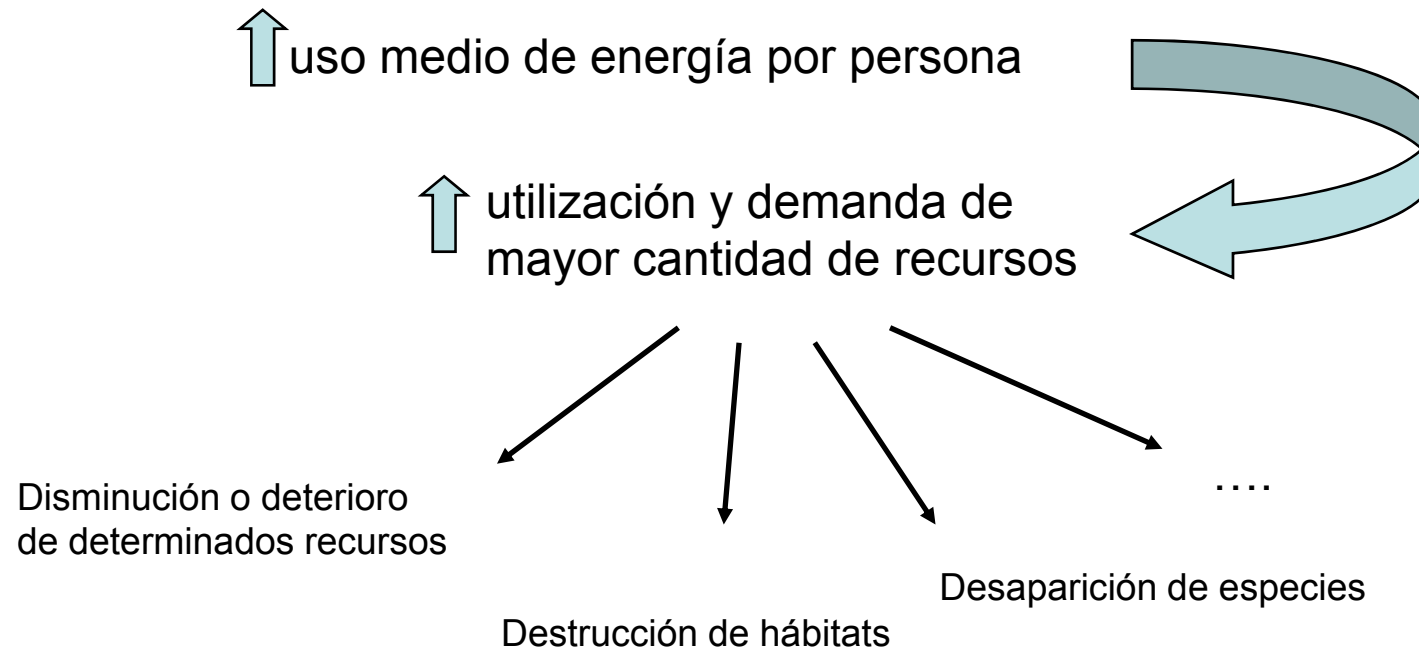 uso medio de energía por persona
utilización y demanda de
mayor cantidad de recursos
Disminución o deterioro
de determinados recursos
....
Desaparición de especies
Destrucción de hábitats